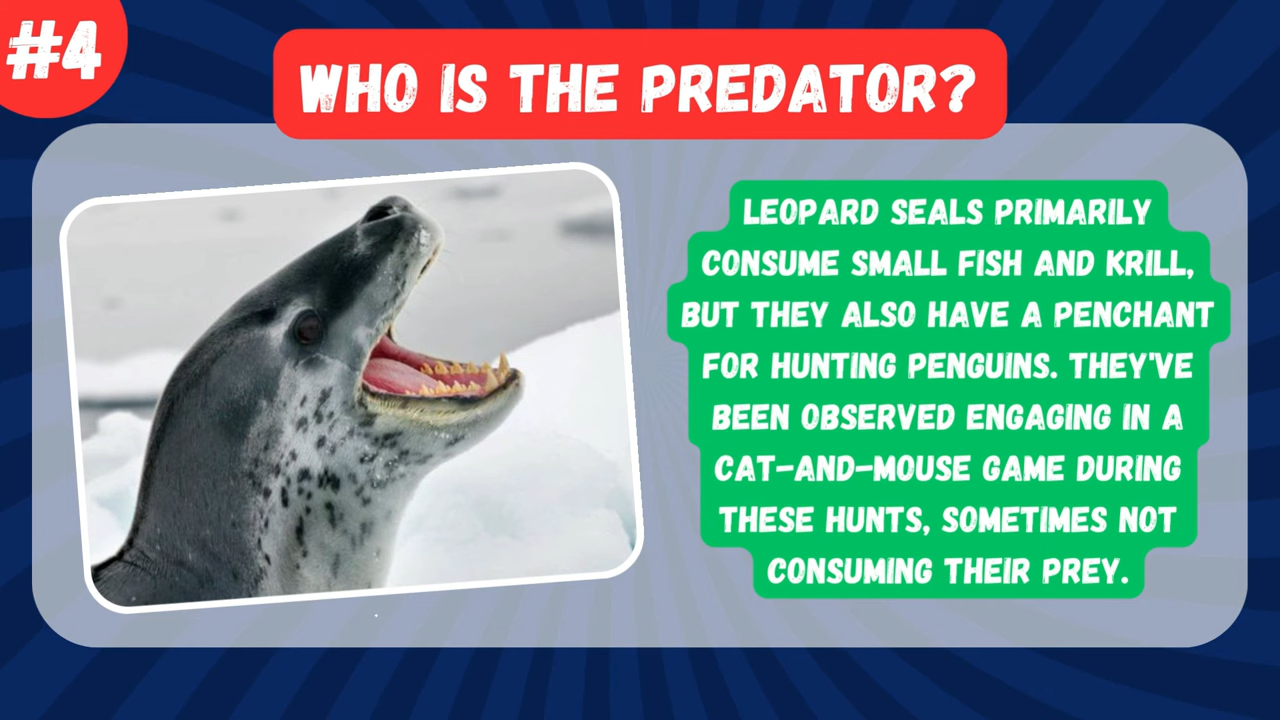 #4
WHO IS THE PREDATOR?
LEOPARD SEALS PRIMARILY
CONSUME SMALL FISH AND KRILL,
BUT THEY ALSO HAVE A PENCHANT
FOR HUNTING PENGUINS. THEY'VE
BEEN OBSERVED ENGAGING IN A
CAT-AND-MOUSE GAME DURING
THESE HUNTS, SOMETIMES NOT
CONSUMING THEIR PREY.